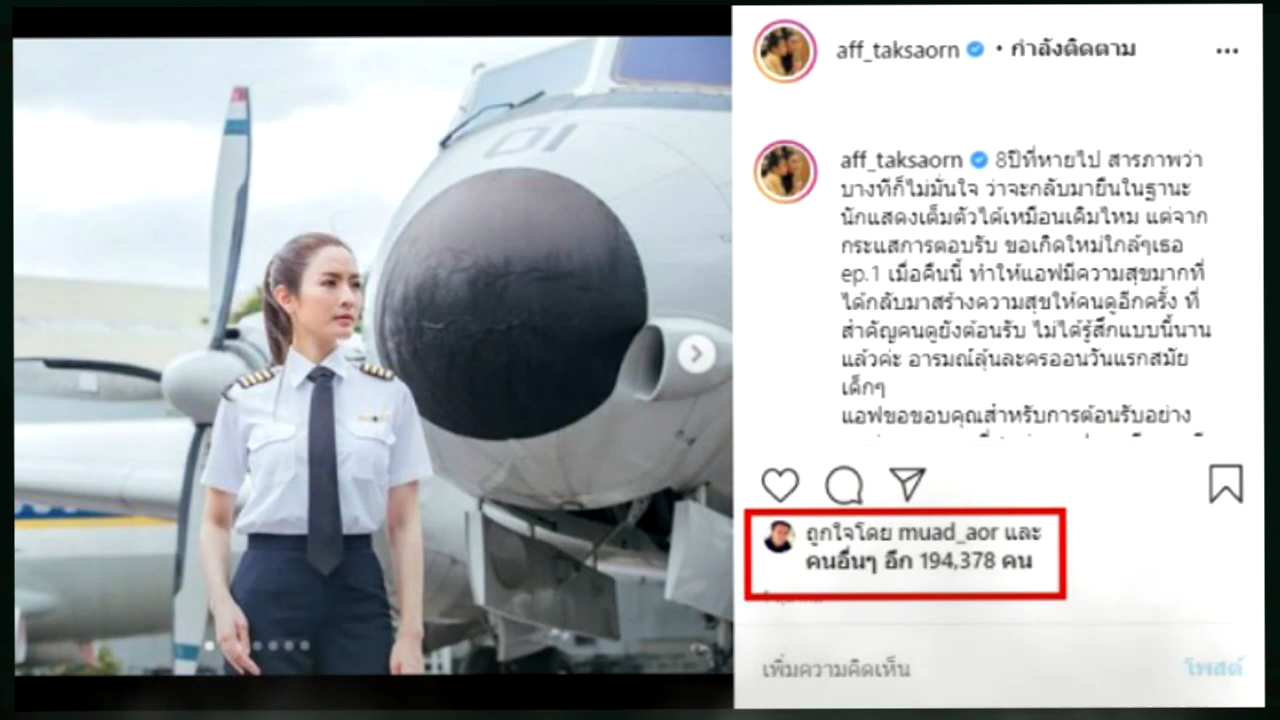 01
aff_taksaorn • กำลังติดตาม
aff_taksaorn 8ปีที่หายไป สารภาพว่า
บางทีก็ไม่มั่นใจ ว่าจะกลับมายืนในฐานะ
นักแสดงเต็มตัวได้เหมือนเดิมไหม แต่จาก
กระแสการตอบรับ ขอเกิดใหม่ใกล้ๆเธอ
ep.1 เมื่อคืนนี้ ทำให้แอฟมีความสุขมากที่
ได้กลับมาสร้างความสุขให้คนดูอีกครั้ง ที่
สำคัญคนดูยังต้อนรับ ไม่ได้รู้สึกแบบนี้นาน
แล้วค่ะ อารมณ์ลุ้นละครออนวันแรกสมัย
เด็กๆ
แอฟขอขอบคุณสำหรับการต้อนรับอย่าง
ถูกใจโดย muad_aor และ
คนอื่นๆ อีก 194,378 คน
เพิ่มความคิดเห็น
โพสต์